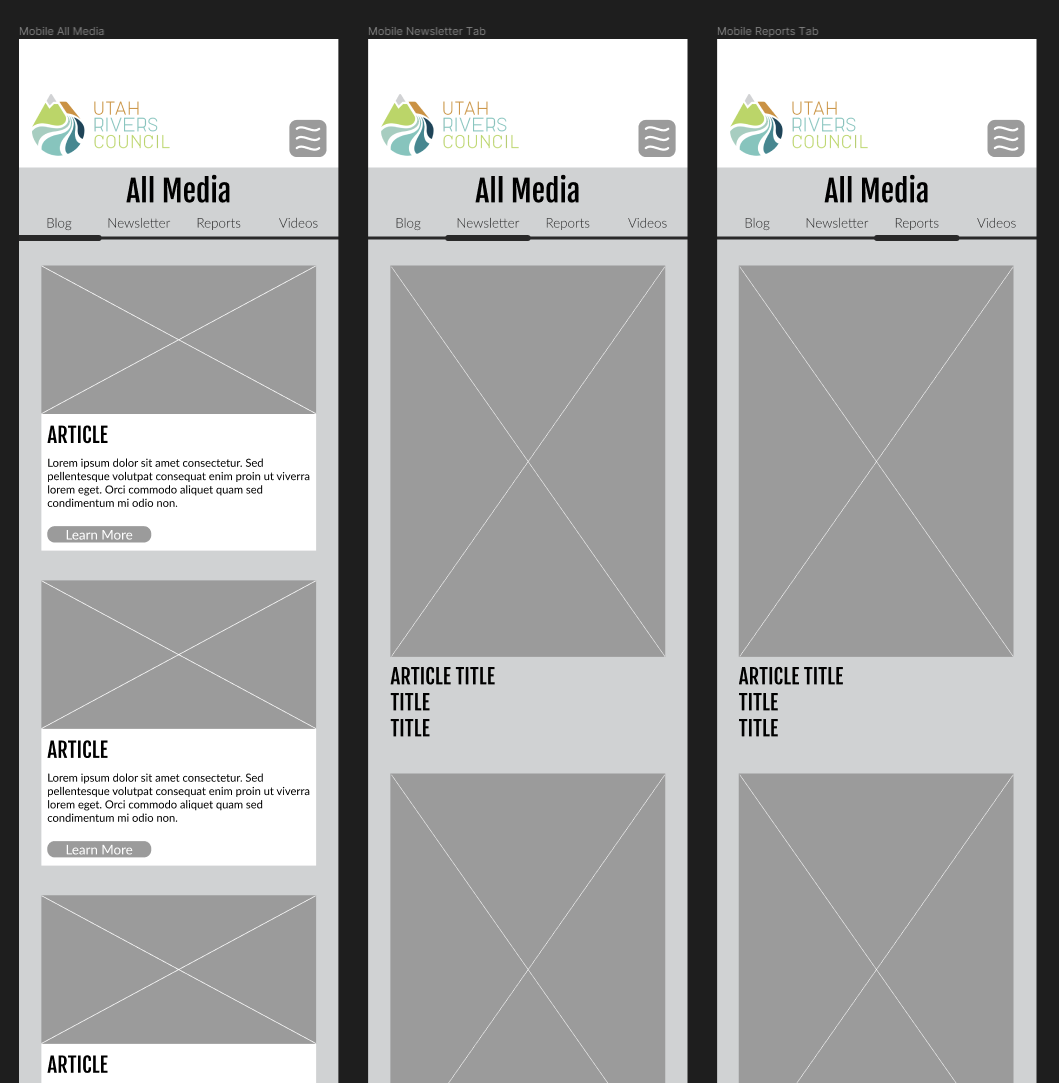 Mobile All Media
UTAH
RIVERS
COUNCIL
All Media
Blog Newsletter Reports Videos
ARTICLE
Lorem ipsum dolor sit amet consectetur. Sed
pellentesque volutpat consequat enim proin ut viverra
lorem eget. Orci commodo aliquet quam sed
condimentum mi odio non.
Learn More
ARTICLE
Lorem ipsum dolor sit amet consectetur. Sed
pellentesque volutpat consequat enim proin ut viverra
lorem eget. Orci commodo aliquet quam sed
condimentum mi odio non.
Learn More
ARTICLE
Mobile Newsletter Tab
UTAH
RIVERS
COUNCIL
All Media
Blog Newsletter Reports Videos
ARTICLE TITLE
TITLE
TITLE
Mobile Reports Tab
UTAH
RIVERS
COUNCIL
All Media
Blog Newsletter Reports Videos
ARTICLE TITLE
TITLE
TITLE